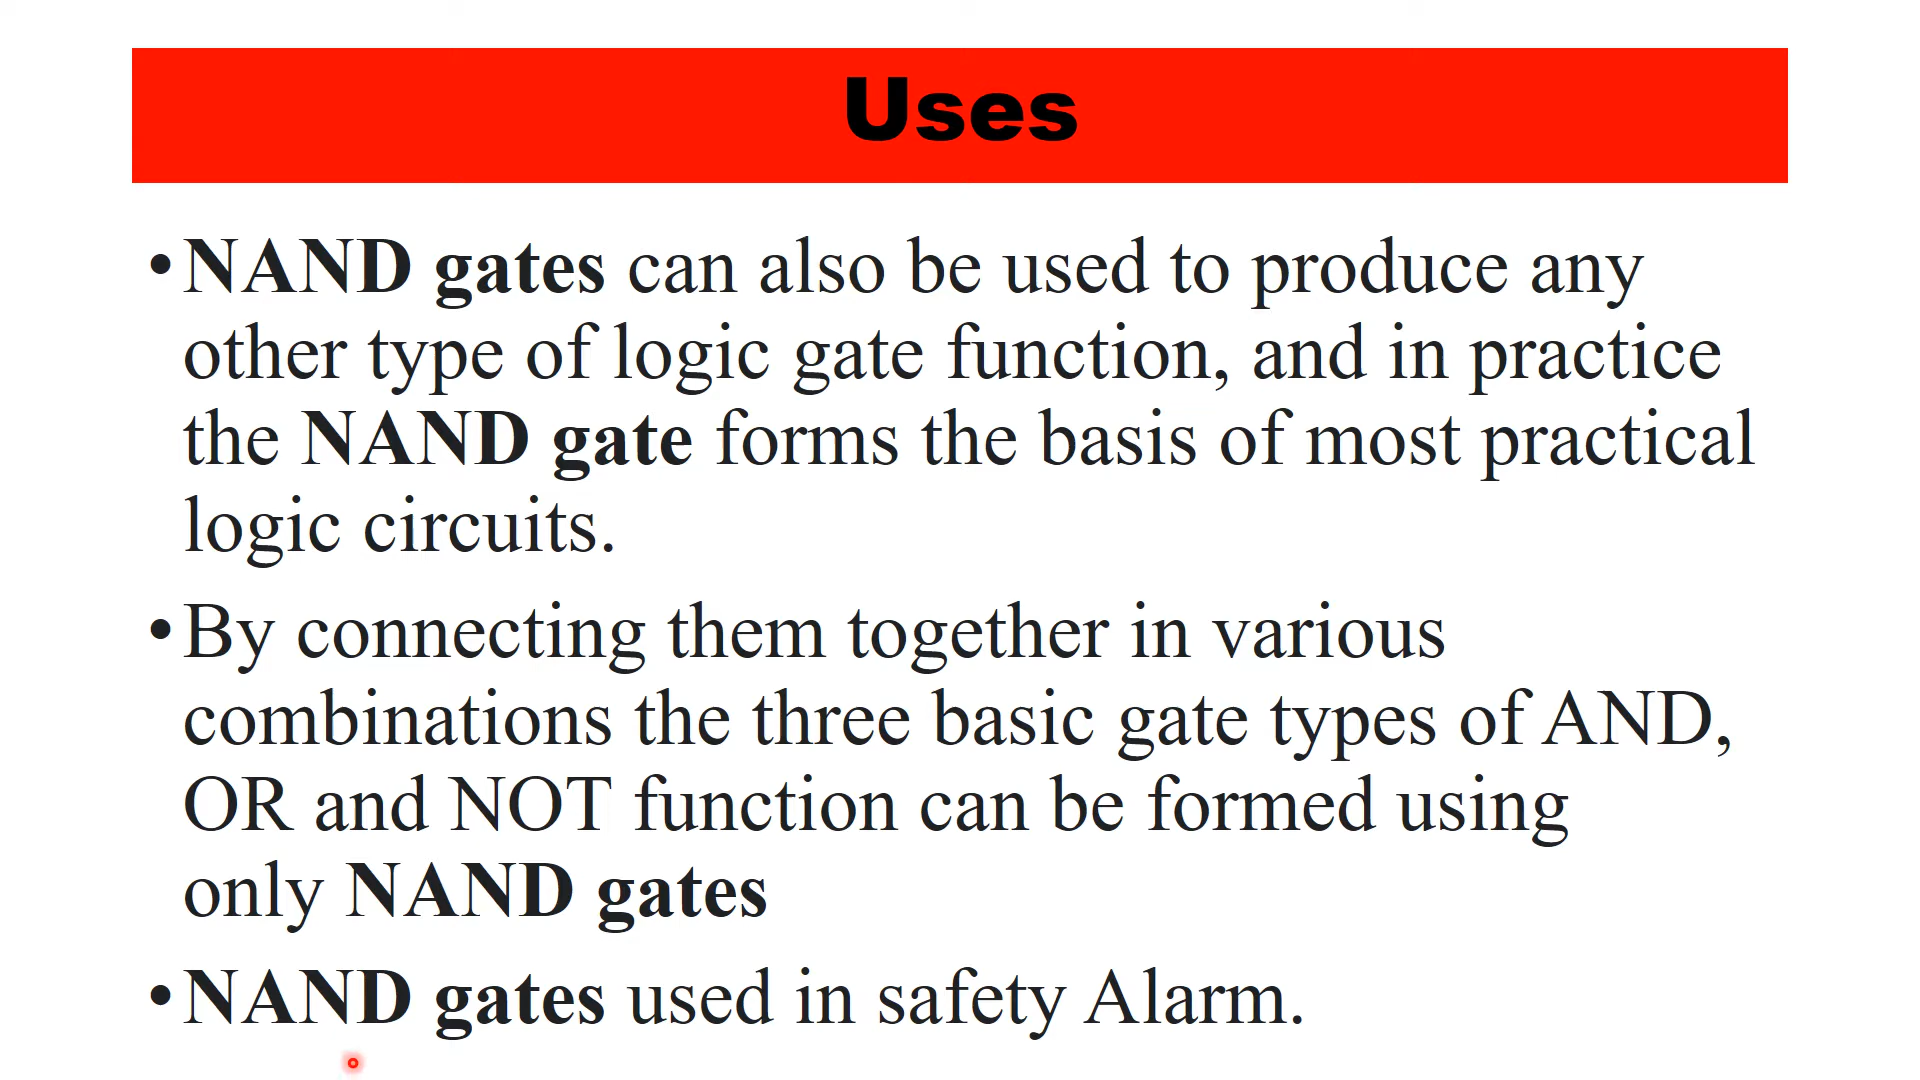 Uses
•NAND gates can also be used to produce any
other type of logic gate function, and in practice
the NAND gate forms the basis of most practical
logic circuits.
•By connecting them together in various
combinations the three basic gate types of AND,
OR and NOT function can be formed using
only NAND gates
•NAND gates used in safety Alarm.